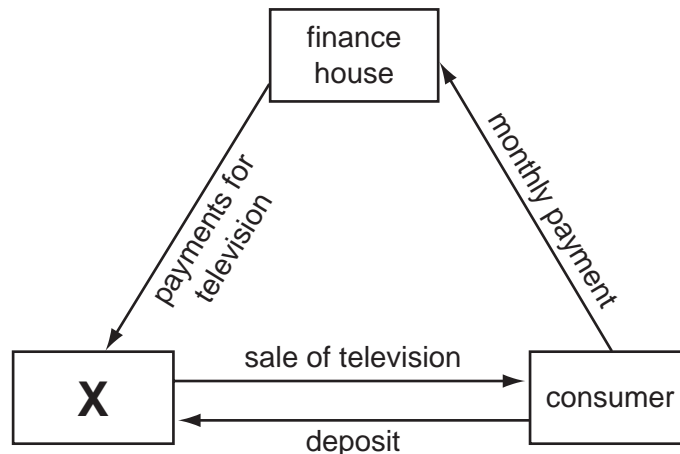 finance
house
payments for
television
monthly payment
X
sale of television
consumer
deposit